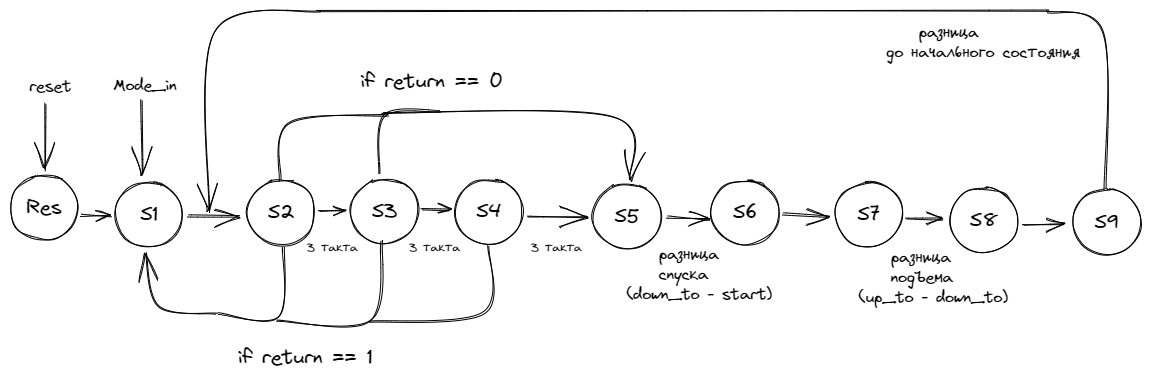 разница
до начального состояния
if return == 0
reset
Mode_in
Res
S1
S2
S3
S4
S5
S6
S7
S8
S9
3 такта
3 такта
3 такта
разница
спуска
(down_to - start)
разница
подъема
(up_to - down_to)
if return == 1